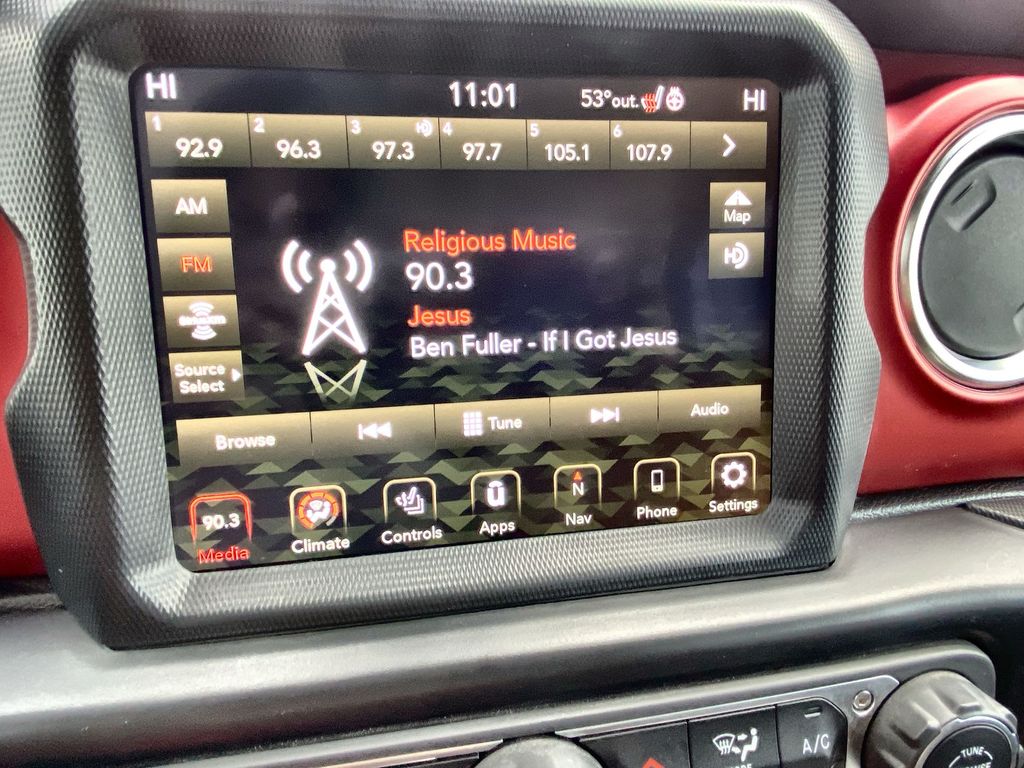 HI 11:01 53°out. HI
1 92.9 2 96.3 3 HD 97.3 4 97.7 5 105.1 6 107.9
AM
Map
FM
HD
Religious Music
90.3
Jesus
Ben Fuller - If I Got Jesus
Source
Select
Browse Tune Audio
90.3 N
Media Climate Controls Apps Nav Phone Settings
A/C
TUNE